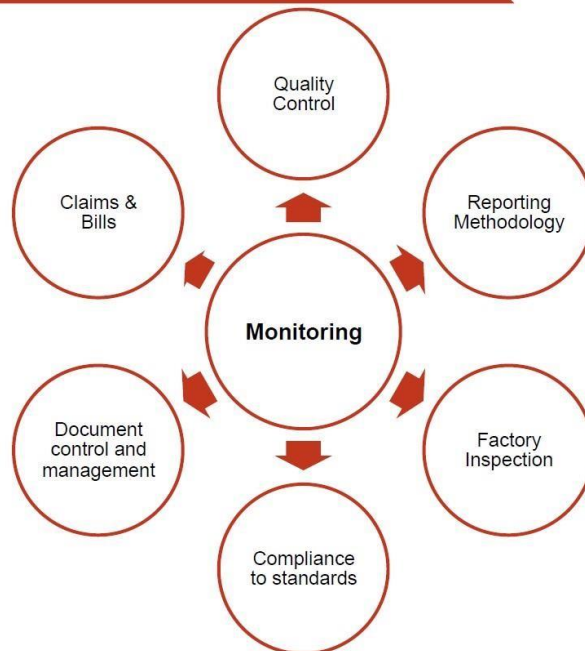 Quality
Control
Claims &
Bills
Reporting
Methodology
Monitoring
Document
control and
management
Factory
Inspection
Compliance
to standards